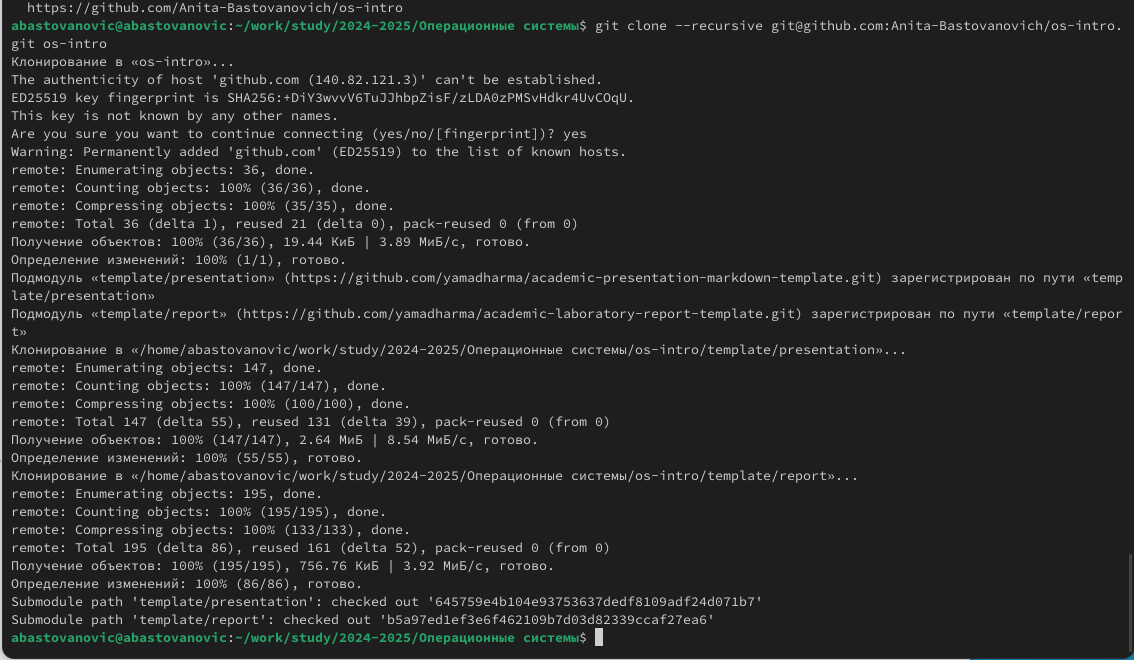 https://github.com/Anita-Bastovanovich/os-intro
abastovanovic@abastovanovic:~/work/study/2024-2025/Операционные системы$ git clone --recursive git@github.com:Anita-Bastovanovich/os-intro.
git os-intro
Клонирование в «os-intro»...
The authenticity of host 'github.com (140.82.121.3)' can't be established.
ED25519 key fingerprint is SHA256:+DiY3wvvV6TuJJhbpZisF/zLDA0zPMSvHdkr4UvCOqU.
This key is not known by any other names.
Are you sure you want to continue connecting (yes/no/[fingerprint])? yes
Warning: Permanently added 'github.com' (ED25519) to the list of known hosts.
remote: Enumerating objects: 36, done.
remote: Counting objects: 100% (36/36), done.
remote: Compressing objects: 100% (35/35), done.
remote: Total 36 (delta 1), reused 21 (delta 0), pack-reused 0 (from 0)
Получение объектов: 100% (36/36), 19.44 КиБ | 3.89 МиБ/с, готово.
Определение изменений: 100% (1/1), готово.
Подмодуль «template/presentation» (https://github.com/yamadharma/academic-presentation-markdown-template.git) зарегистрирован по пути «temp
late/presentation»
Подмодуль «template/report» (https://github.com/yamadharma/academic-laboratory-report-template.git) зарегистрирован по пути «template/repor
t»
Клонирование в «/home/abastovanovic/work/study/2024-2025/Операционные системы/os-intro/template/presentation»...
remote: Enumerating objects: 147, done.
remote: Counting objects: 100% (147/147), done.
remote: Compressing objects: 100% (100/100), done.
remote: Total 147 (delta 55), reused 131 (delta 39), pack-reused 0 (from 0)
Получение объектов: 100% (147/147), 2.64 МиБ | 8.54 МиБ/с, готово.
Определение изменений: 100% (55/55), готово.
Клонирование в «/home/abastovanovic/work/study/2024-2025/Операционные системы/os-intro/template/report»...
remote: Enumerating objects: 195, done.
remote: Counting objects: 100% (195/195), done.
remote: Compressing objects: 100% (133/133), done.
remote: Total 195 (delta 86), reused 161 (delta 52), pack-reused 0 (from 0)
Получение объектов: 100% (195/195), 756.76 КиБ | 3.92 МиБ/с, готово.
Определение изменений: 100% (86/86), готово.
Submodule path 'template/presentation': checked out '645759e4b104e93753637dedf8109adf24d071b7'
Submodule path 'template/report': checked out 'b5a97ed1ef3e6f462109b7d03d82339ccaf27ea6'
abastovanovic@abastovanovic:~/work/study/2024-2025/Операционные системы$